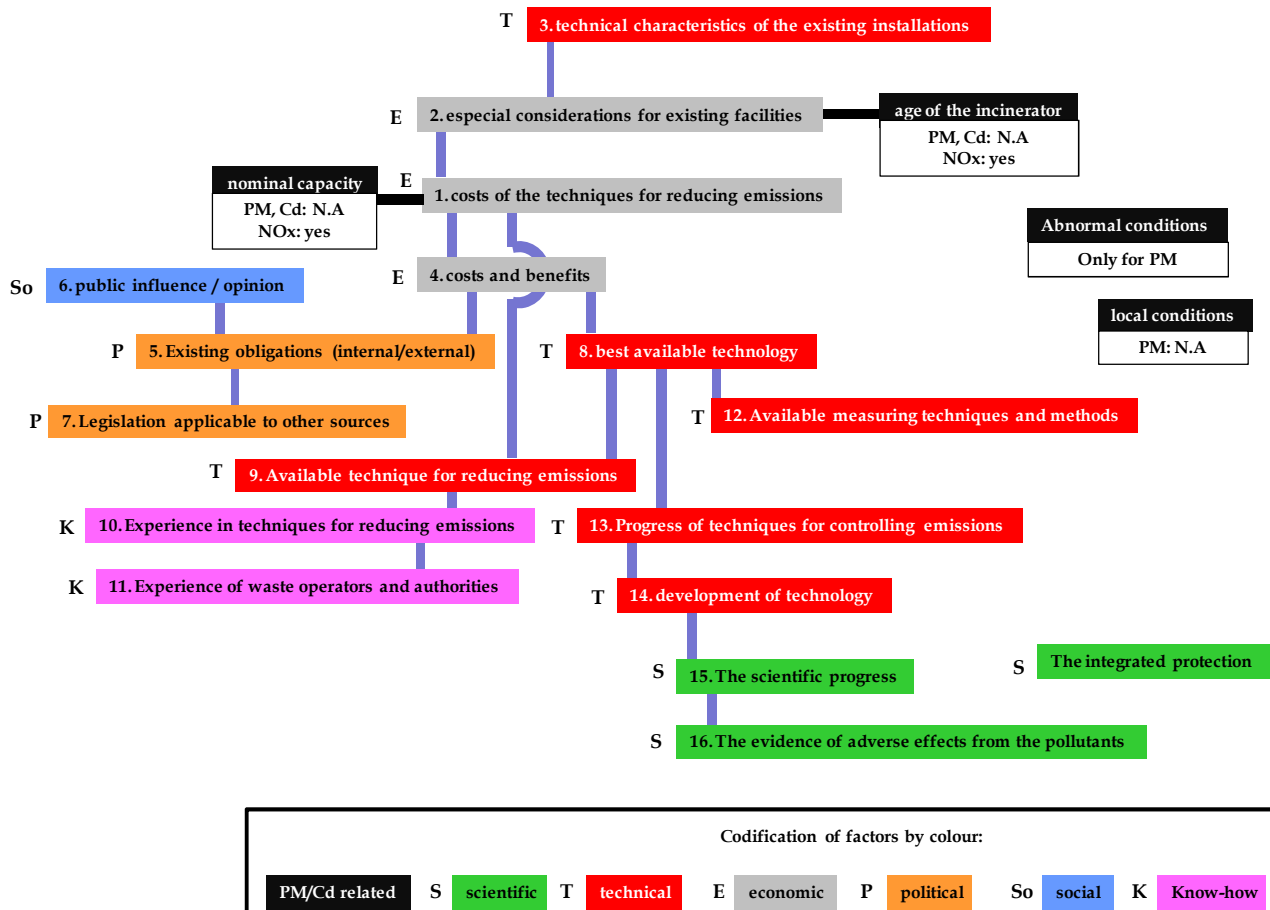 T 3.technical characteristics of the existing installations
E 2.especial considerations for existing facilities
age of the incinerator
PM, Cd: N.A
NOx: yes
nominal capacity
PM, Cd: N.A
NOx: yes
E 1.costs of the techniques for reducing emissions
Abnormal conditions
Only for PM
E 4.costs and benefits
So 6.public influence / opinion
local conditions
PM: N.A
P 5.Existing obligations (internal/external)
T 8.best available technology
P 7.Legislation applicable to other sources
T 12.Available measuring techniques and methods
T 9.Available technique for reducing emissions
K 10.Experience in techniques for reducing emissions
T 13.Progress of techniques for controlling emissions
K 11.Experience of waste operators and authorities
T 14.development of technology
S 15.The scientific progress
S The integrated protection
S 16.The evidence of adverse effects from the pollutants
Codification of factors by colour:
PM/Cd related S scientific T technical E economic P political So social K Know-how